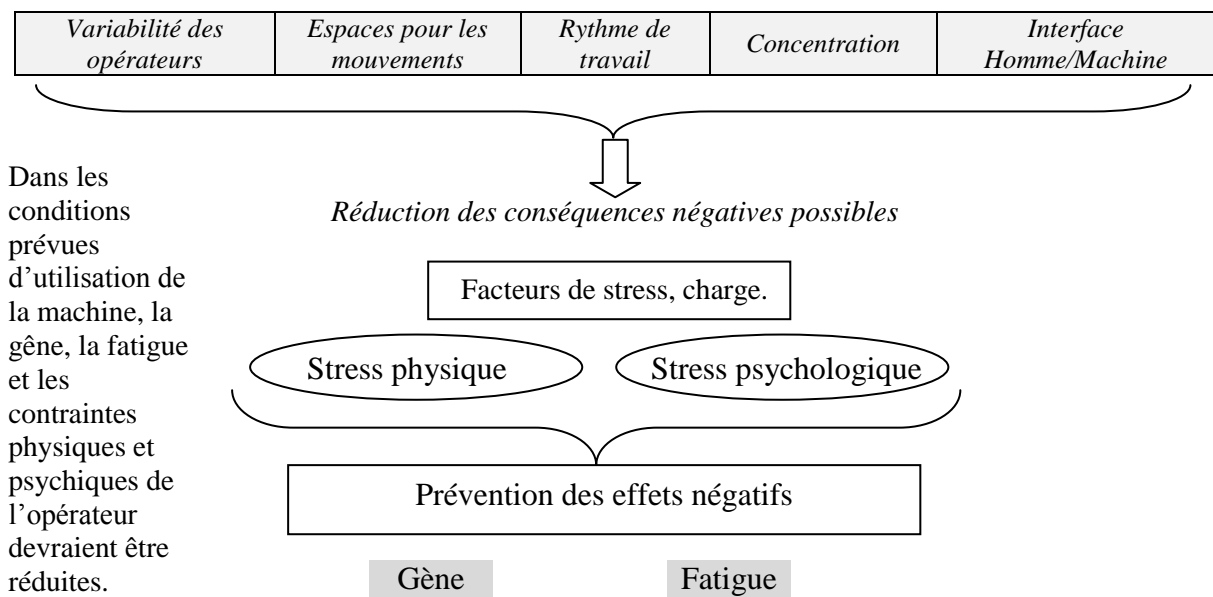 Variabilité des
opérateurs
Espaces pour les
mouvements
Rythme de
travail
Concentration
Interface
Homme/Machine
Dans les
conditions
prévues
d’utilisation de
la machine, la
gêne, la fatigue
et les
contraintes
physiques et
psychiques de
l’opérateur
devraient être
réduites.
Réduction des conséquences négatives possibles
Facteurs de stress, charge.
Stress physique
Stress psychologique
Prévention des effets négatifs
Gène
Fatigue